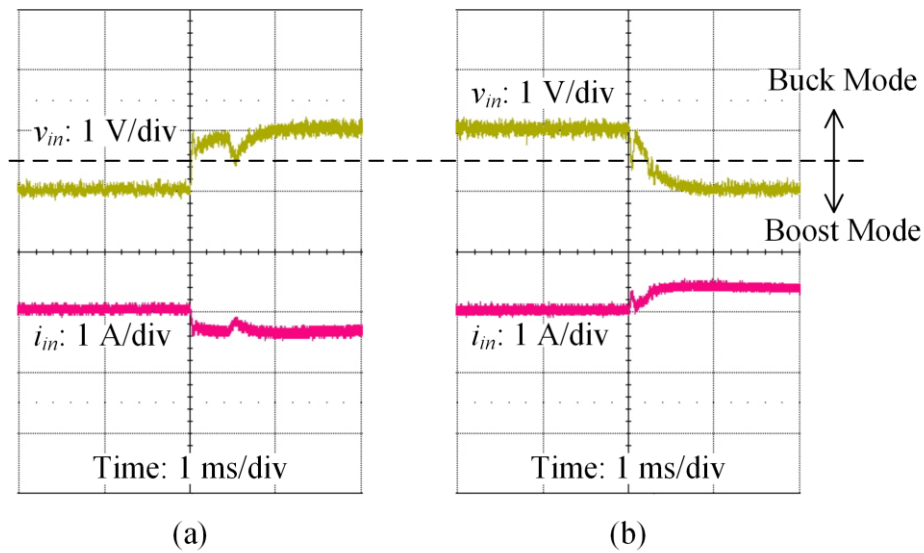 v_in: 1 V/div
i_in: 1 A/div
Time: 1 ms/div
(a)
v_in: 1 V/div
i_in: 1 A/div
Time: 1 ms/div
(b)
Buck Mode
Boost Mode